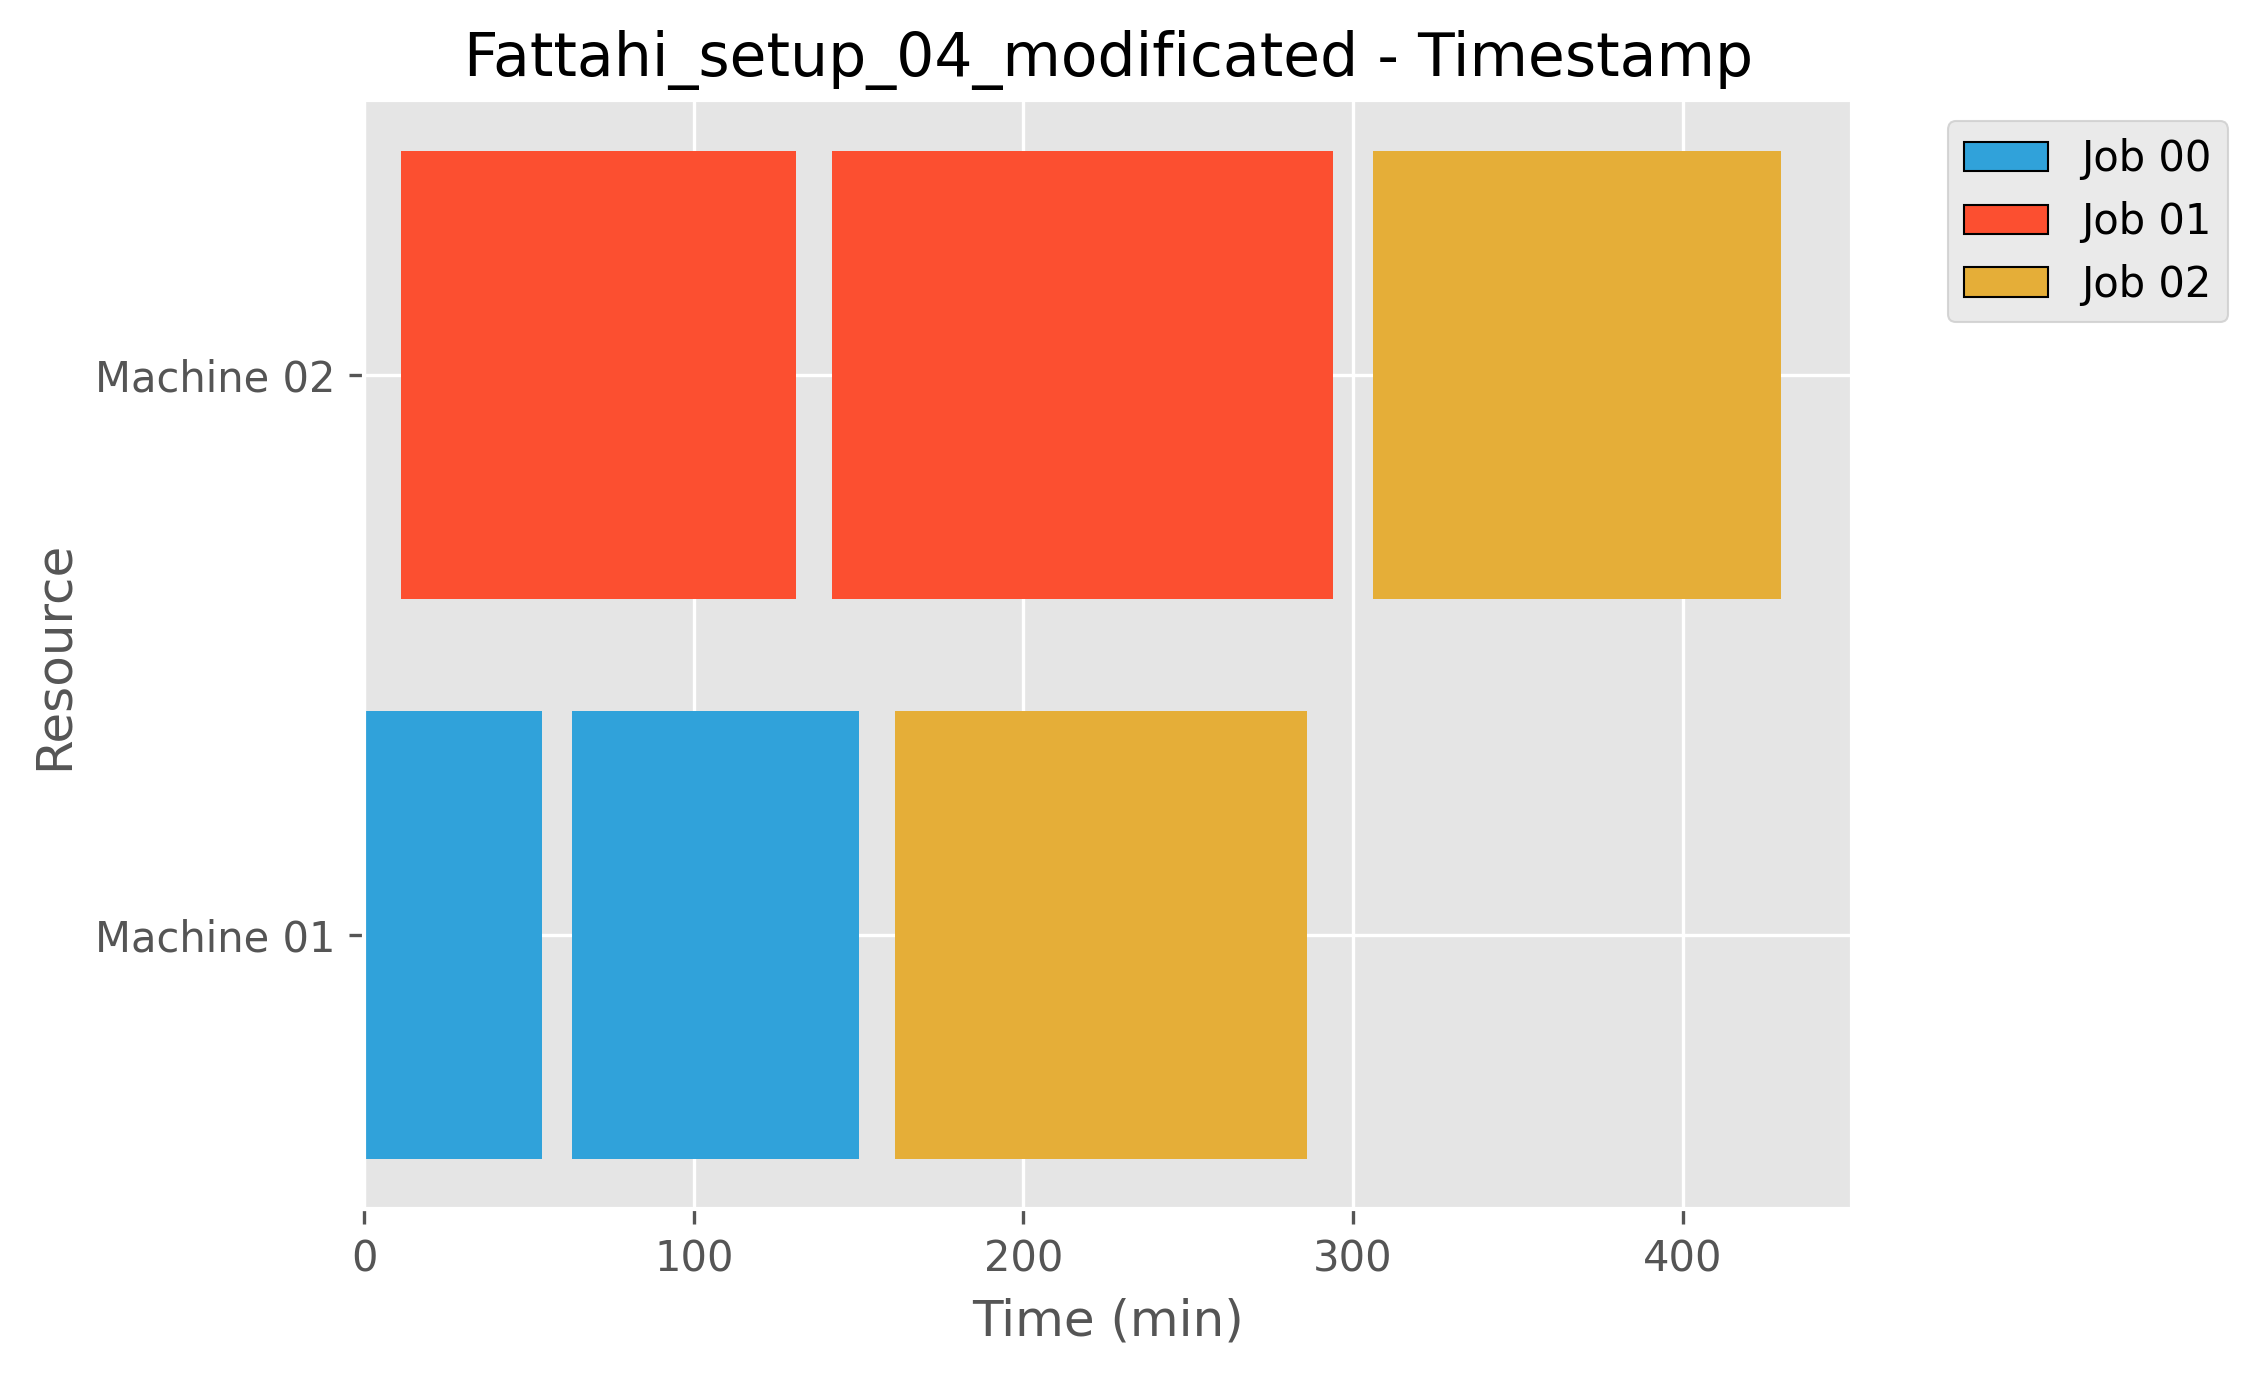 Fattahi_setup_04_modificated - Timestamp
Job 00
Job 01
Job 02
Machine 02
Machine 01
Resource
0 100 200 300 400
Time (min)